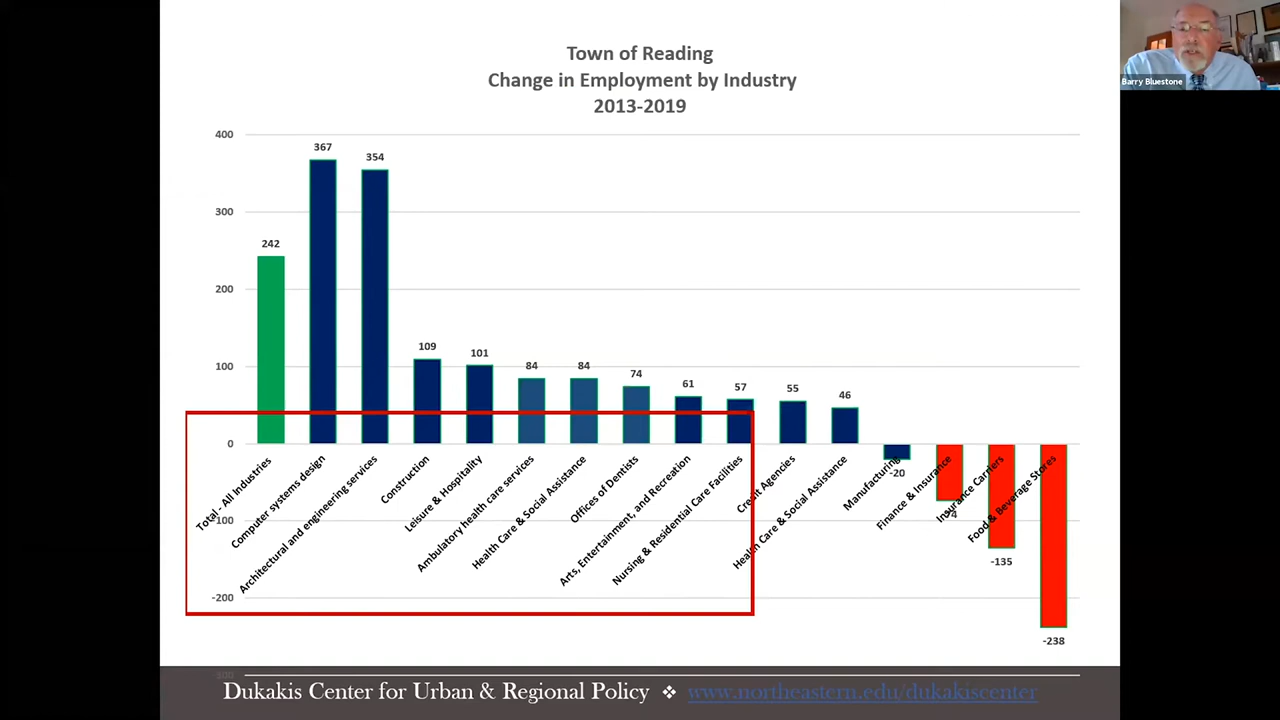 Town of Reading
Change in Employment by Industry
2013-2019
Barry Bluestone
400
300
200
100
0
-100
-200
242
367
354
109
101
84
84
74
61
57
55
46
-20
-135
-238
Total - All Industries
Computer systems design
Architectural and engineering services
Construction
Leisure & Hospitality
Ambulatory health care services
Health Care & Social Assistance
Offices of Dentists
Arts, Entertainment, and Recreation
Nursing & Residential Care Facilities
Credit Agencies
Health Care & Social Assistance
Manufacturing
Finance & Insurance
Insurance Carriers
Food & Beverage Stores
Dukakis Center for Urban & Regional Policy ❖ www.northeastern.edu/dukakiscenter